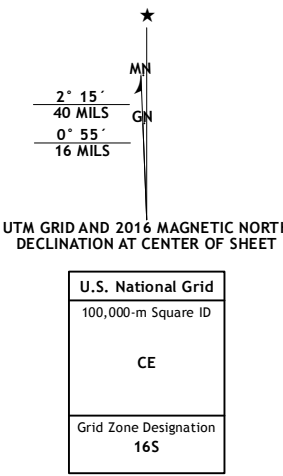 MN
2° 15´
40 MILS
GN
0° 55´
16 MILS
UTM GRID AND 2016 MAGNETIC NORTH
DECLINATION AT CENTER OF SHEET
U.S. National Grid
100,000-m Square ID
CE
Grid Zone Designation
16S